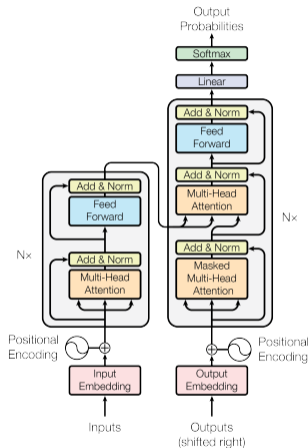 Output
Probabilities
Softmax
Linear
Add & Norm
Feed
Forward
Add & Norm
Multi-Head
Attention
Add & Norm
Masked
Multi-Head
Attention
N×
Positional
Encoding
Output
Embedding
Outputs
(shifted right)
Add & Norm
Feed
Forward
Add & Norm
Multi-Head
Attention
N×
Positional
Encoding
Input
Embedding
Inputs